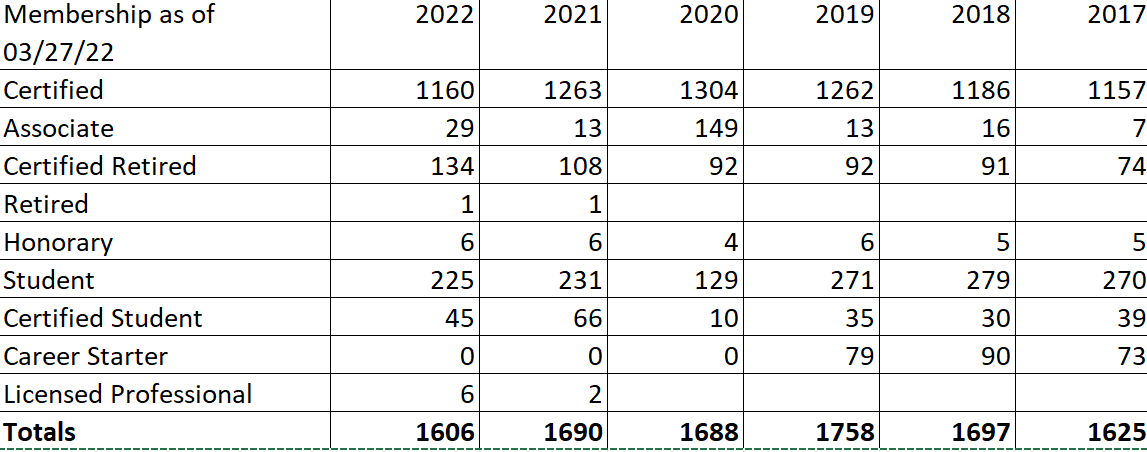 Membership as of 2022 2021 2020 2019 2018 2017
03/27/22
Certified 1160 1263 1304 1262 1186 1157
Associate 29 13 149 13 16 7
Certified Retired 134 108 92 92 91 74
Retired 1 1
Honorary 6 6 4 6 5 5
Student 225 231 129 271 279 270
Certified Student 45 66 10 35 30 39
Career Starter 0 0 0 79 90 73
Licensed Professional 6 2
Totals 1606 1690 1688 1758 1697 1625